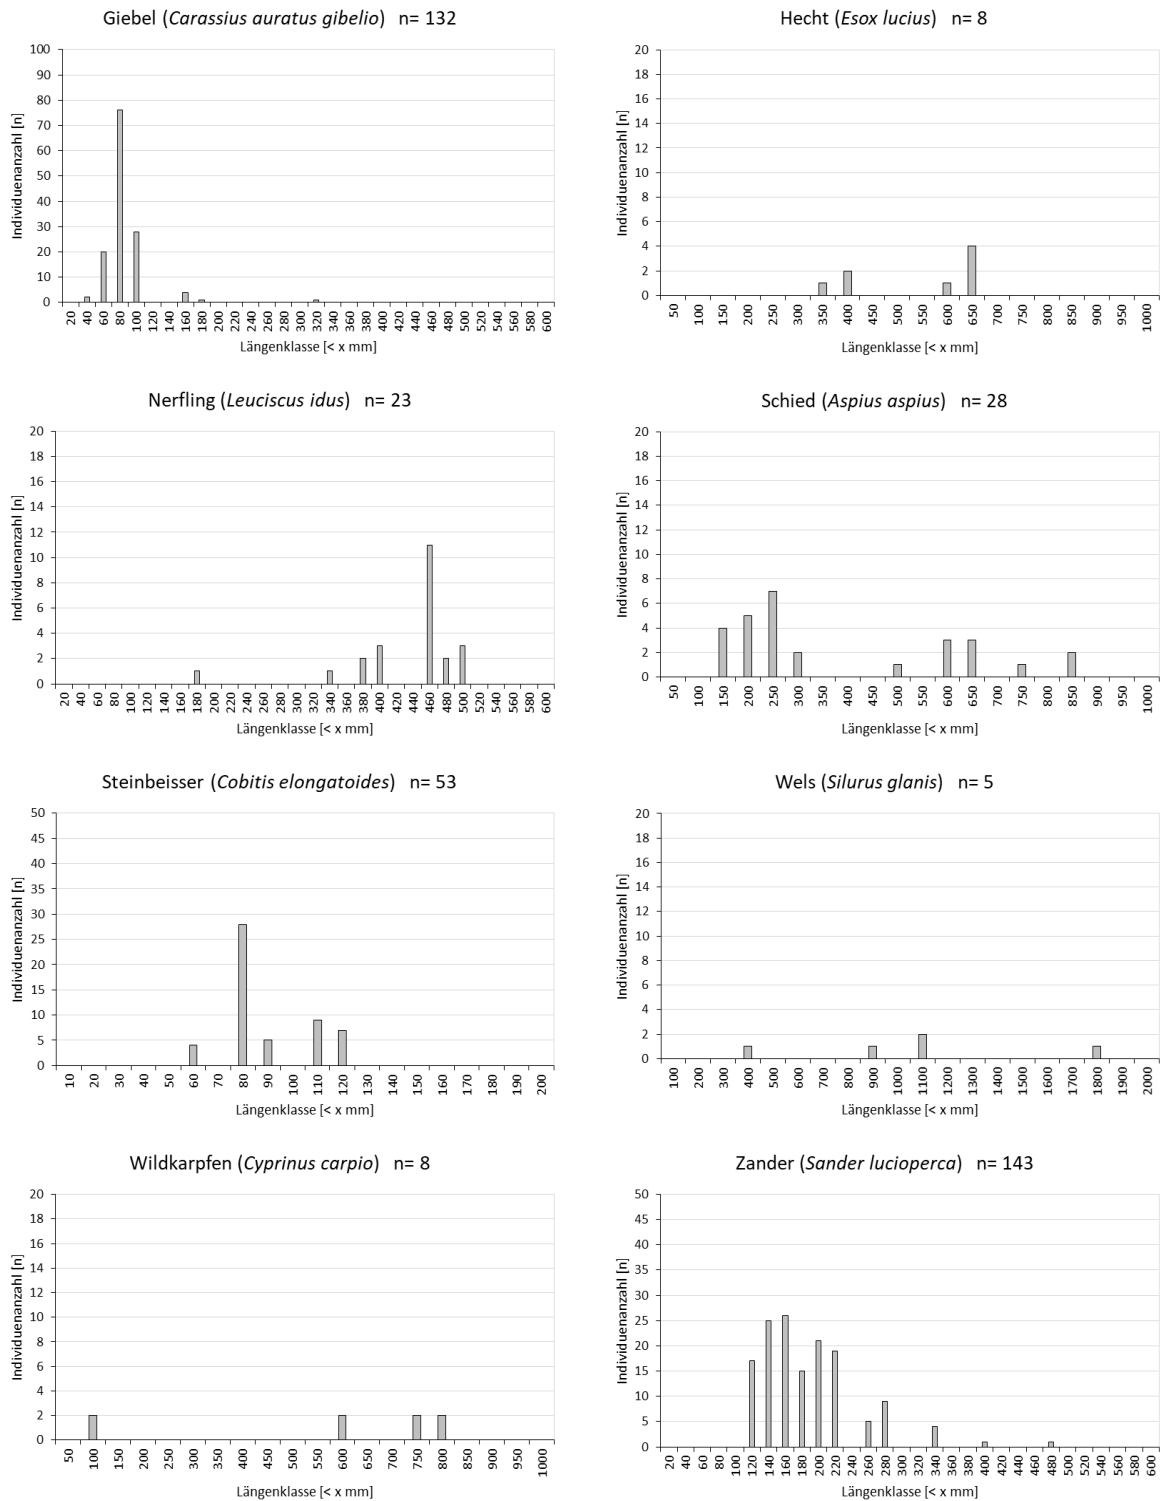 Giebel (Carassius auratus gibelio) n= 132
Individuenanzahl [n]
100
90
80
70
60
50
40
30
20
10
0
20 40 60 80 100 120 140 160 180 200 220 240 260 280 300 320 340 360 380 400 420 440 460 480 500 520 540 560 580 600
Längenklasse [< x mm]
Hecht (Esox lucius) n= 8
Individuenanzahl [n]
20
18
16
14
12
10
8
6
4
2
0
50 100 150 200 250 300 350 400 450 500 550 600 650 700 750 800 850 900 950 1000
Längenklasse [< x mm]
Nerfling (Leuciscus idus) n= 23
Individuenanzahl [n]
20
18
16
14
12
10
8
6
4
2
0
20 40 60 80 100 120 140 160 180 200 220 240 260 280 300 320 340 360 380 400 420 440 460 480 500 520 540 560 580 600
Längenklasse [< x mm]
Schied (Aspius aspius) n= 28
Individuenanzahl [n]
20
18
16
14
12
10
8
6
4
2
0
50 100 150 200 250 300 350 400 450 500 550 600 650 700 750 800 850 900 950 1000
Längenklasse [< x mm]
Steinbeisser (Cobitis elongatoides) n= 53
Individuenanzahl [n]
50
45
40
35
30
25
20
15
10
5
0
10 20 30 40 50 60 70 80 90 100 110 120 130 140 150 160 170 180 190 200
Längenklasse [< x mm]
Wels (Silurus glanis) n= 5
Individuenanzahl [n]
20
18
16
14
12
10
8
6
4
2
0
100 200 300 400 500 600 700 800 900 1000 1100 1200 1300 1400 1500 1600 1700 1800 1900 2000
Längenklasse [< x mm]
Wildkarpfen (Cyprinus carpio) n= 8
Individuenanzahl [n]
20
18
16
14
12
10
8
6
4
2
0
50 100 150 200 250 300 350 400 450 500 550 600 650 700 750 800 850 900 950 1000
Längenklasse [< x mm]
Zander (Sander lucioperca) n= 143
Individuenanzahl [n]
50
45
40
35
30
25
20
15
10
5
0
20 40 60 80 100 120 140 160 180 200 220 240 260 280 300 320 340 360 380 400 420 440 460 480 500 520 540 560 580 600
Längenklasse [< x mm]